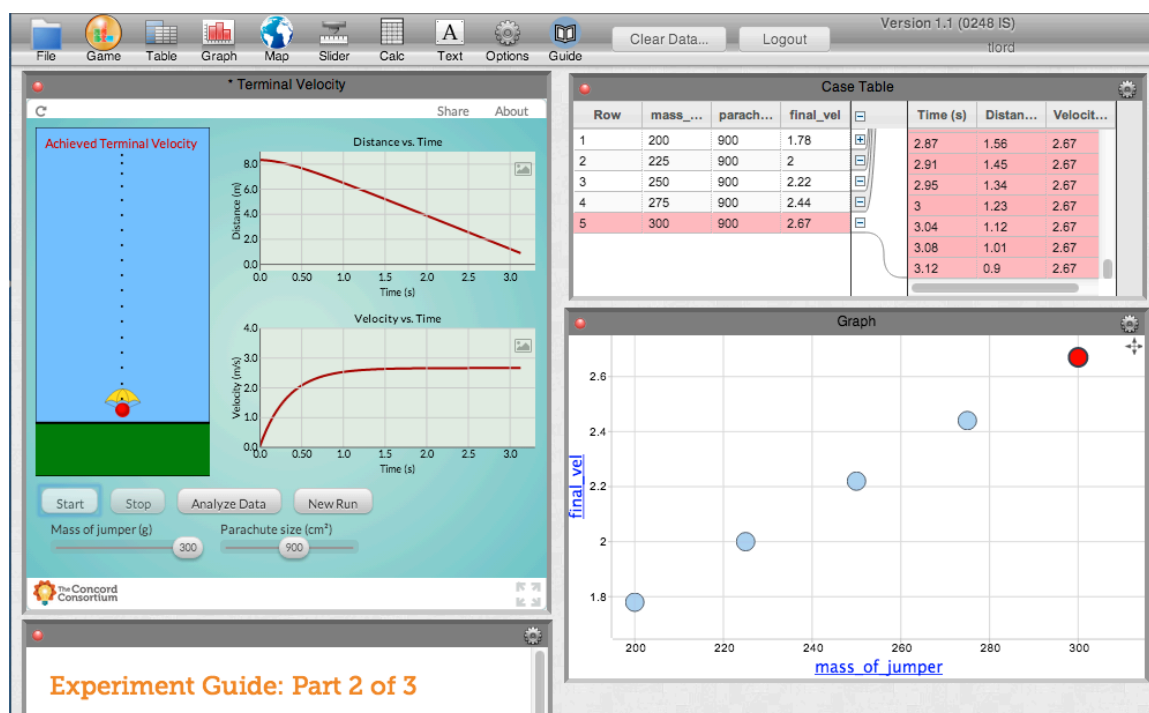 Version 1.1 (0248 IS)
tlord
File Game Table Graph Map Slider Calc Text Options Guide
Clear Data... Logout
* Terminal Velocity
Share About
Achieved Terminal Velocity
Distance vs. Time
Distance (m)
8.0
6.0
4.0
2.0
0.0
0.0 0.50 1.0 1.5 2.0 2.5 3.0
Time (s)
Velocity vs. Time
Velocity (m/s)
4.0
3.0
2.0
1.0
0.0
0.0 0.50 1.0 1.5 2.0 2.5 3.0
Time (s)
Start Stop Analyze Data New Run
Mass of jumper (g) Parachute size (cm²)
300 900
The Concord
Consortium
Experiment Guide: Part 2 of 3
Case Table
Row mass_... parach... final_vel
1 200 900 1.78
2 225 900 2
3 250 900 2.22
4 275 900 2.44
5 300 900 2.67
Time (s) Distan... Velocit...
2.87 1.56 2.67
2.91 1.45 2.67
2.95 1.34 2.67
3 1.23 2.67
3.04 1.12 2.67
3.08 1.01 2.67
3.12 0.9 2.67
Graph
final_vel
2.6
2.4
2.2
2
1.8
200 220 240 260 280 300
mass_of_jumper